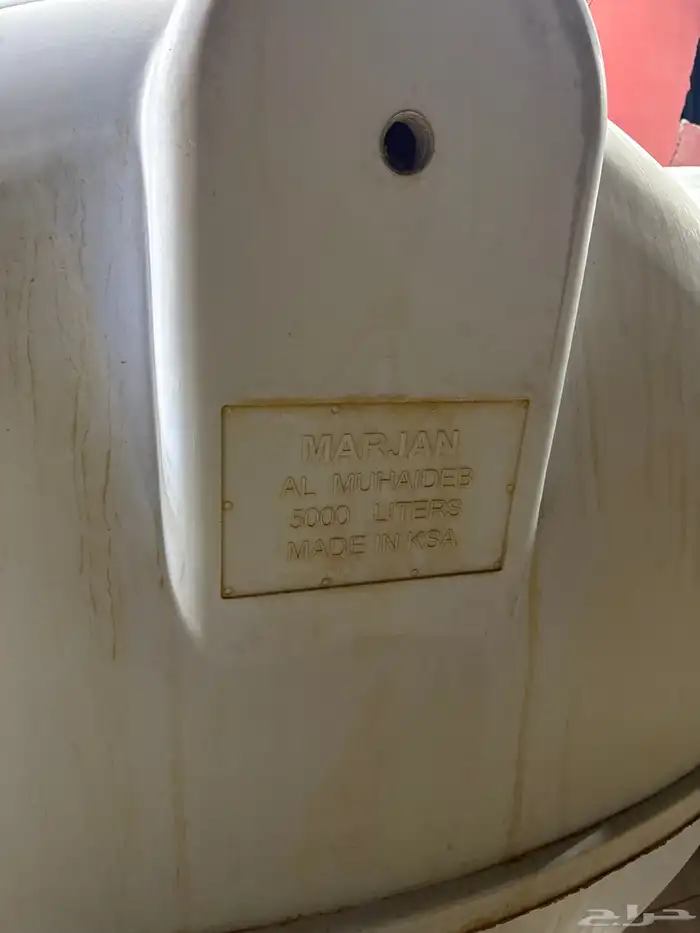 MARJAN
AL MUHAIDEB
5000 LITERS
MADE IN KSA
حراج